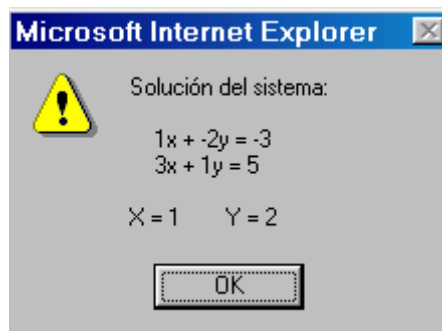 Microsoft Internet Explorer
Solución del sistema:
1x + -2y = -3
3x + 1y = 5
X = 1 Y = 2
OK